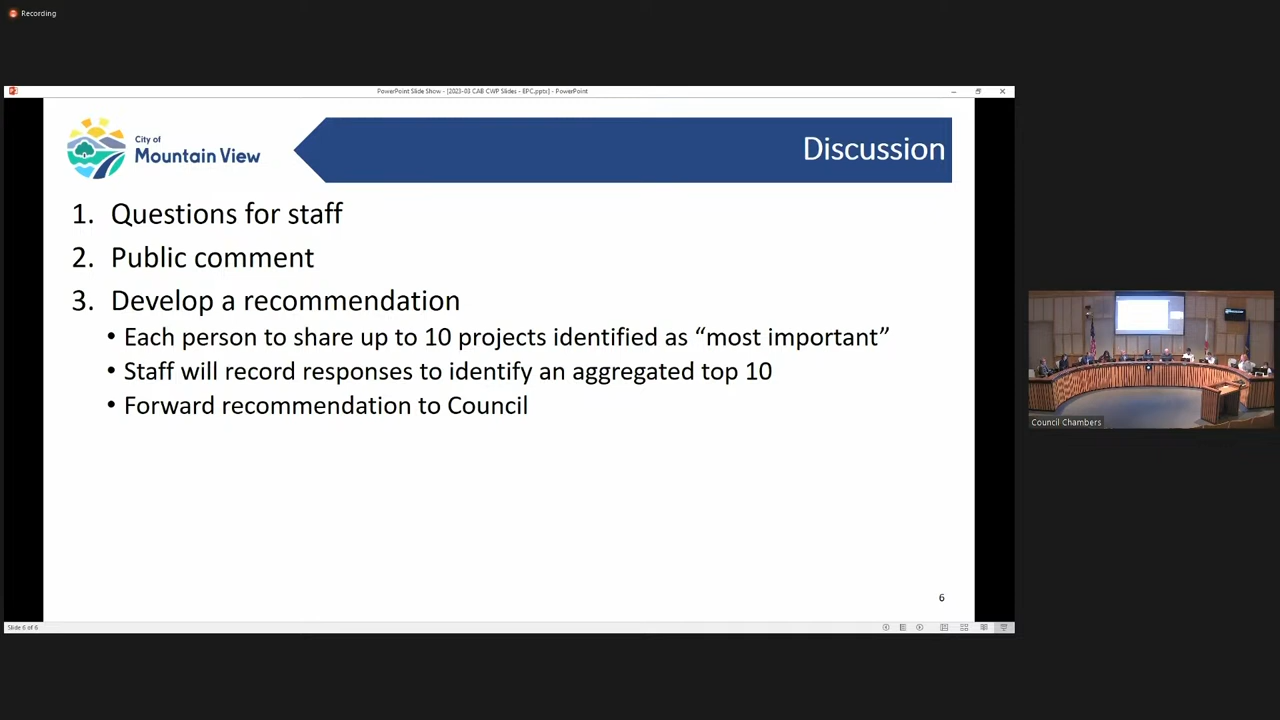 Recording
PowerPoint Slide Show - [2023-03 CAB CWP Slides - EPC.pptx] - PowerPoint
City of
Mountain View
Discussion
1. Questions for staff
2. Public comment
3. Develop a recommendation
• Each person to share up to 10 projects identified as “most important”
• Staff will record responses to identify an aggregated top 10
• Forward recommendation to Council
6
Slide 6 of 6
Council Chambers